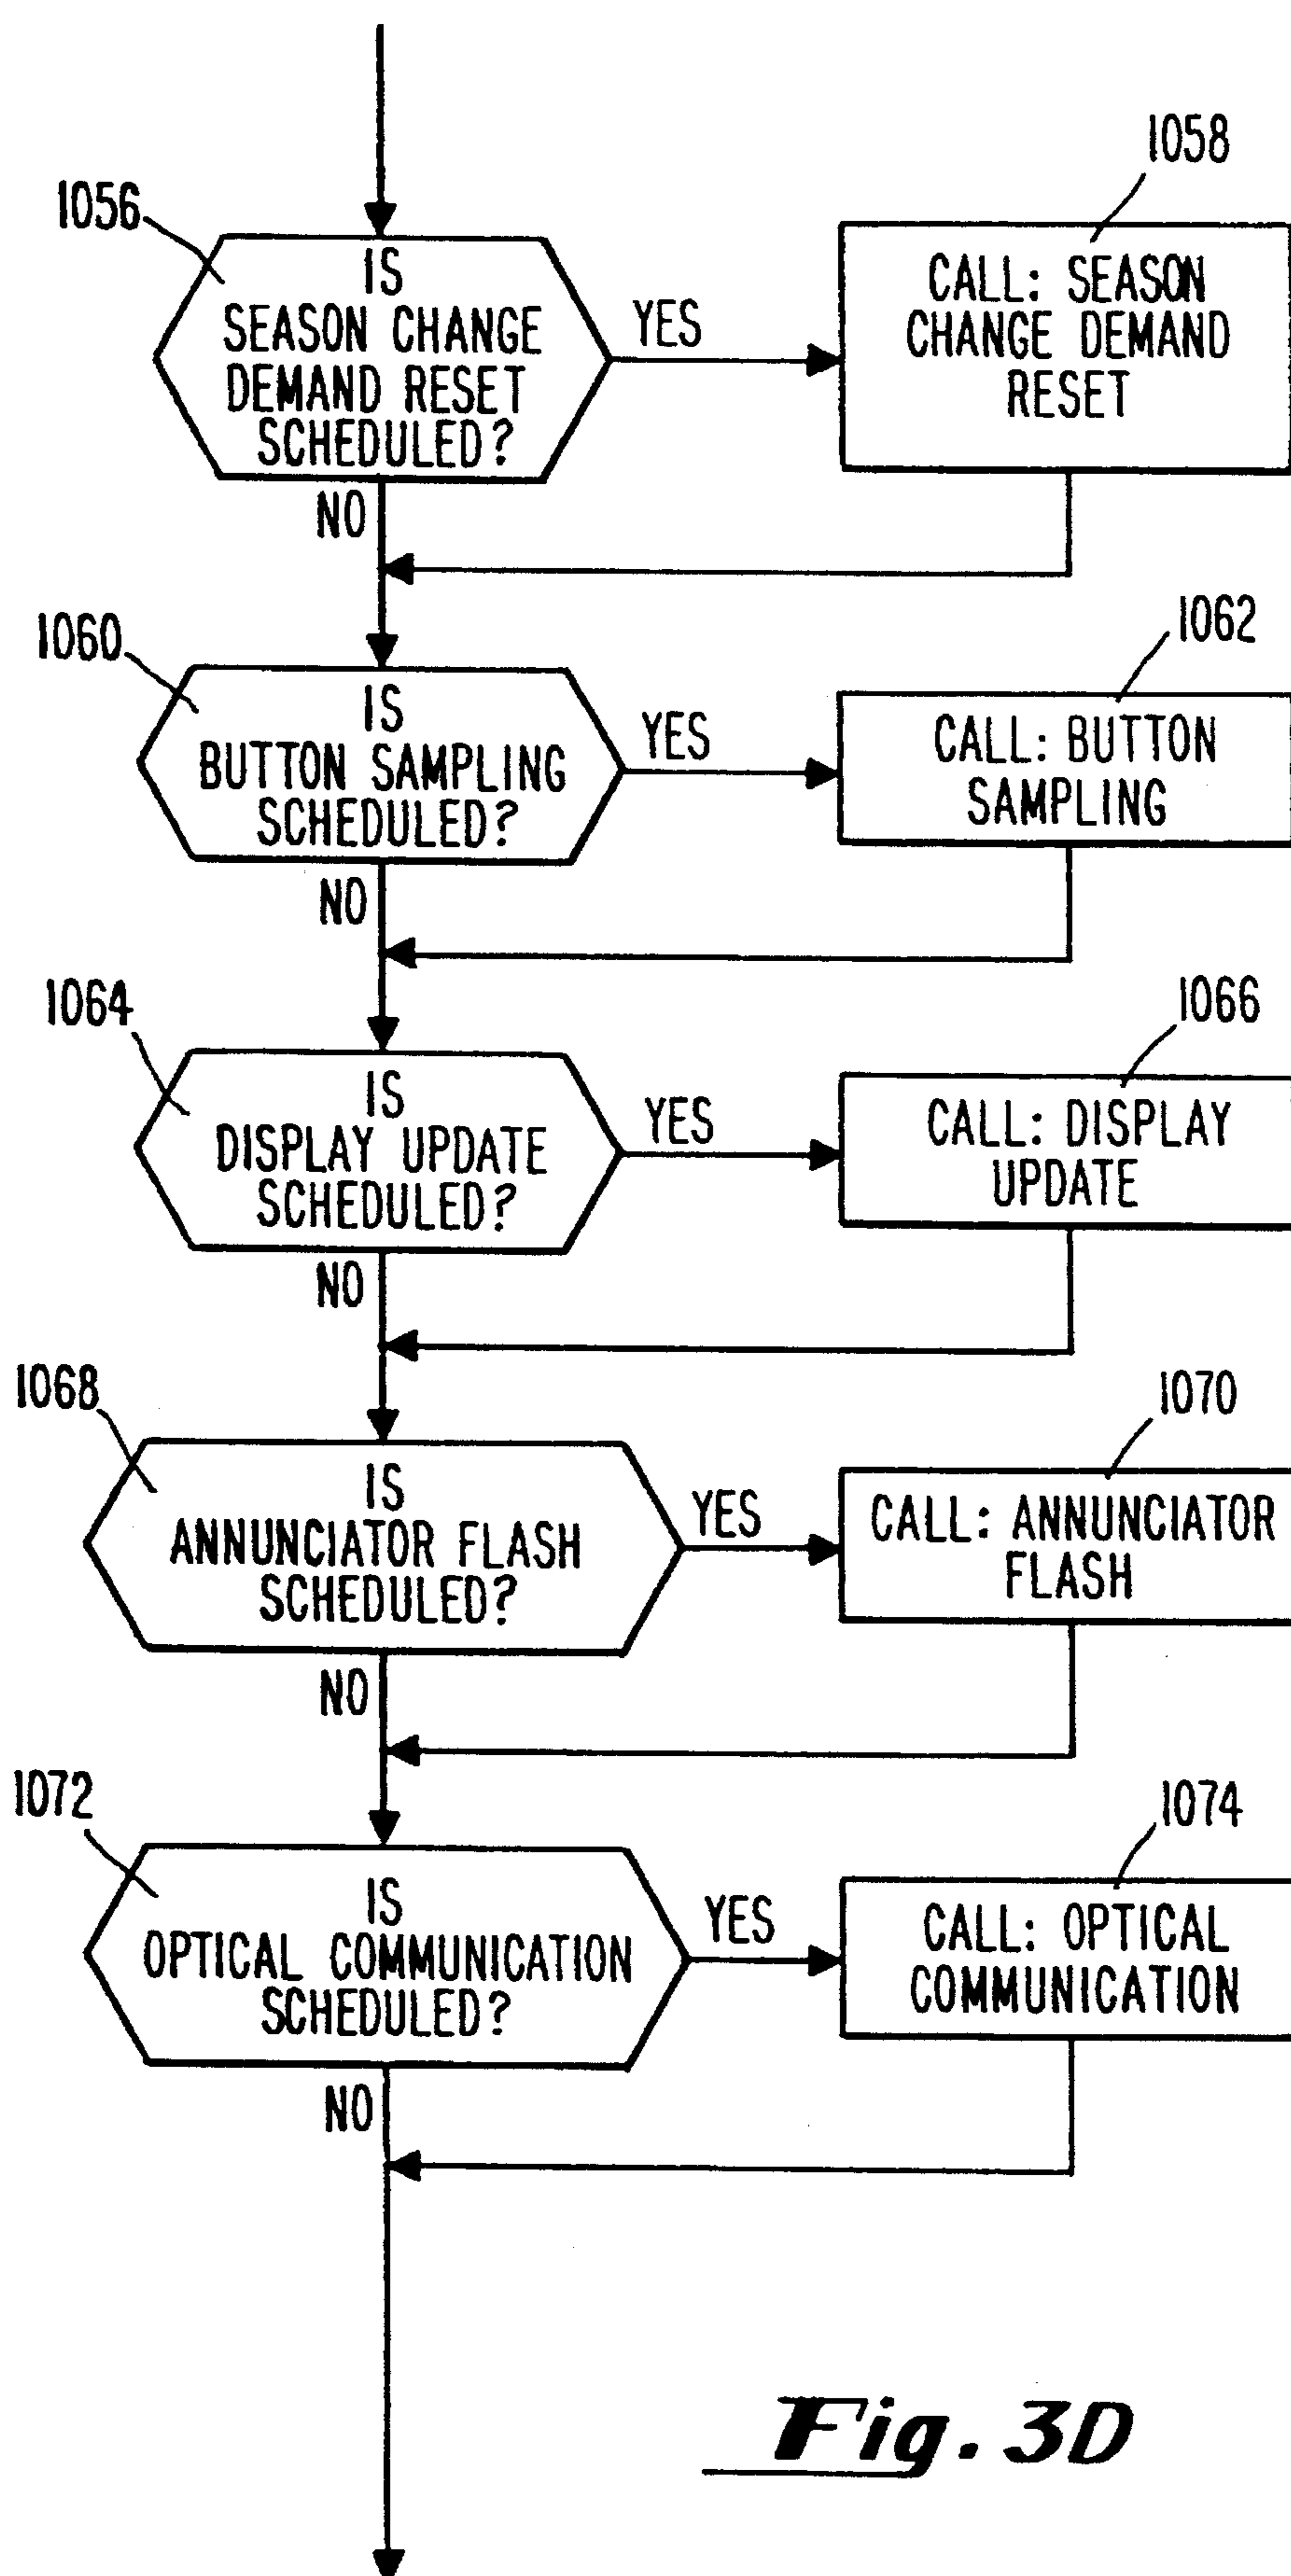 1056
IS
SEASON CHANGE
DEMAND RESET
SCHEDULED?
YES
NO
1058
CALL: SEASON
CHANGE DEMAND
RESET
1060
IS
BUTTON SAMPLING
SCHEDULED?
YES
NO
1062
CALL: BUTTON
SAMPLING
1064
IS
DISPLAY UPDATE
SCHEDULED?
YES
NO
1066
CALL: DISPLAY
UPDATE
1068
IS
ANNUNCIATOR FLASH
SCHEDULED?
YES
NO
1070
CALL: ANNUNCIATOR
FLASH
1072
IS
OPTICAL COMMUNICATION
SCHEDULED?
YES
NO
1074
CALL: OPTICAL
COMMUNICATION
Fig. 3D